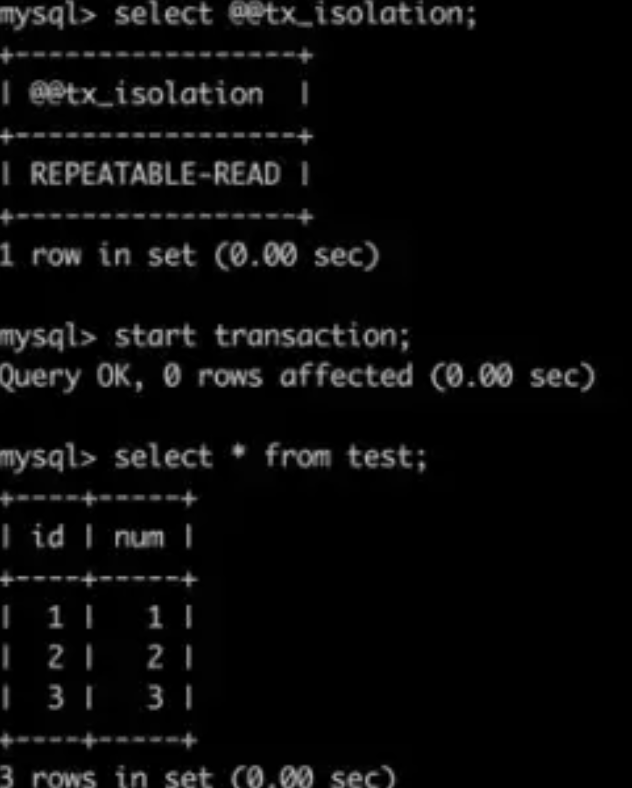 mysql> select @@tx_isolation;
+-----------------+
| @@tx_isolation  |
+-----------------+
| REPEATABLE-READ |
+-----------------+
1 row in set (0.00 sec)

mysql> start transaction;
Query OK, 0 rows affected (0.00 sec)

mysql> select * from test;
+----+-----+
| id | num |
+----+-----+
|  1 |   1 |
|  2 |   2 |
|  3 |   3 |
+----+-----+
3 rows in set (0.00 sec)